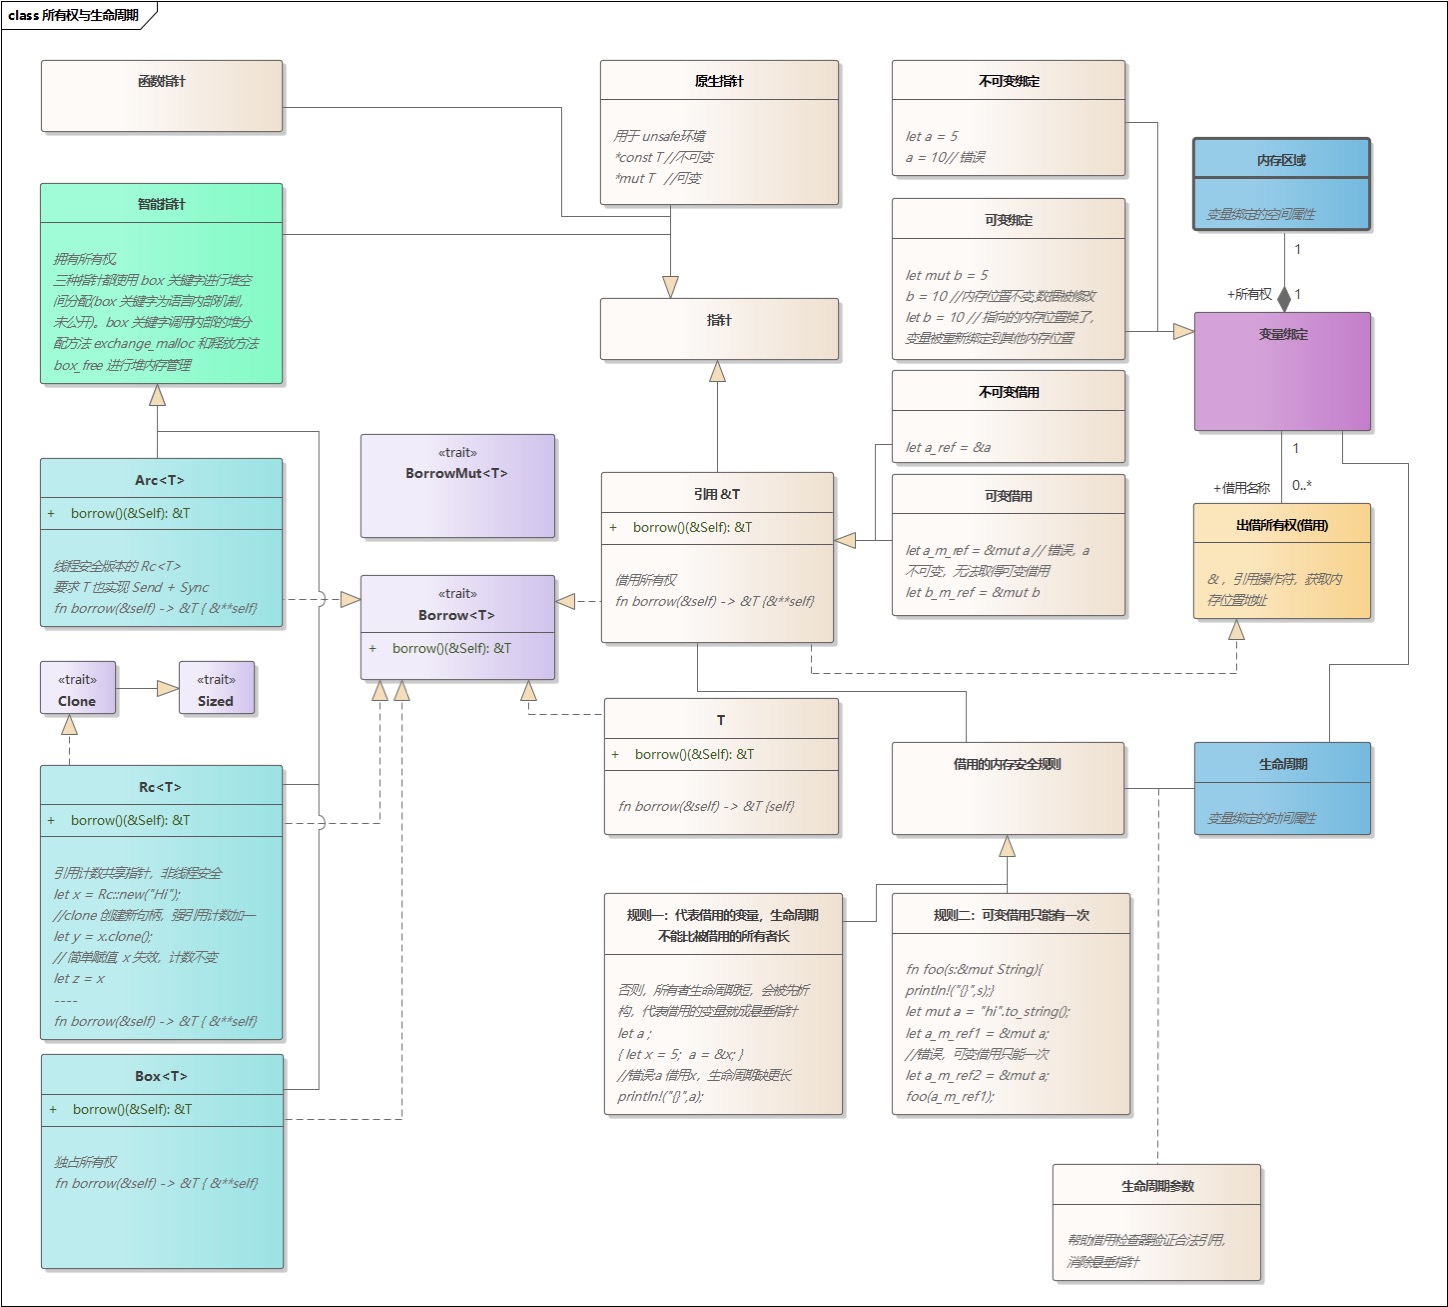 class 所有权与生命周期
函数指针
原生指针
用于 unsafe环境
*const T //不可变
*mut T   //可变
不可变绑定
let a = 5
a = 10// 错误
内存区域
变量绑定的空间属性
智能指针
拥有所有权。
三种指针都使用 box 关键字进行堆空
间分配(box 关键字为语言内部机制,
未公开)。box 关键字调用内部的堆分
配方法 exchange_malloc 和释放方法
box_free 进行堆内存管理
可变绑定
let mut b = 5
b = 10 //内存位置不变,数据被修改
let b = 10 // 指向的内存位置换了,
变量被重新绑定到其他内存位置
1
+所有权
1
指针
变量绑定
不可变借用
let a_ref = &a
«trait»
BorrowMut<T>
1
+借用名称
0..*
Arc<T>
+ borrow()(&Self): &T
线程安全版本的 Rc<T>
要求 T 也实现 Send + Sync
fn borrow(&self) -> &T { &**self}
引用 &T
+ borrow()(&Self): &T
借用所有权
fn borrow(&self) -> &T {&**self}
可变借用
let a_m_ref = &mut a // 错误，a
不可变，无法取得可变借用
let b_m_ref = &mut b
出借所有权(借用)
& ，引用操作符，获取内
存位置地址
«trait»
Borrow<T>
+ borrow()(&Self): &T
«trait»
Clone
«trait»
Sized
T
+ borrow()(&Self): &T
fn borrow(&self) -> &T {self}
借用的内存安全规则
生命周期
变量绑定的时间属性
Rc<T>
+ borrow()(&Self): &T
引用计数共享指针，非线程安全
let x = Rc::new("Hi");
//clone 创建新句柄，强引用计数加一
let y = x.clone();
// 简单赋值, x 失效，计数不变
let z = x
----
fn borrow(&self) -> &T { &**self}
规则一：代表借用的变量，生命周期
不能比被借用的所有者长
否则，所有者生命周期短，会被先析
构，代表借用的变量就成悬垂指针
let a ;
{ let x = 5;  a = &x; }
//错误:a 借用x，生命周期缺更长
println!("{}",a);
规则二：可变借用只能有一次
fn foo(s:&mut String){
println!("{}",s);}
let mut a = "hi".to_string();
let a_m_ref1 = &mut a;
//错误，可变借用只能一次
let a_m_ref2 = &mut a;
foo(a_m_ref1);
Box<T>
+ borrow()(&Self): &T
独占所有权
fn borrow(&self) -> &T { &**self}
生命周期参数
帮助借用检查器验证合法引用，
消除悬垂指针